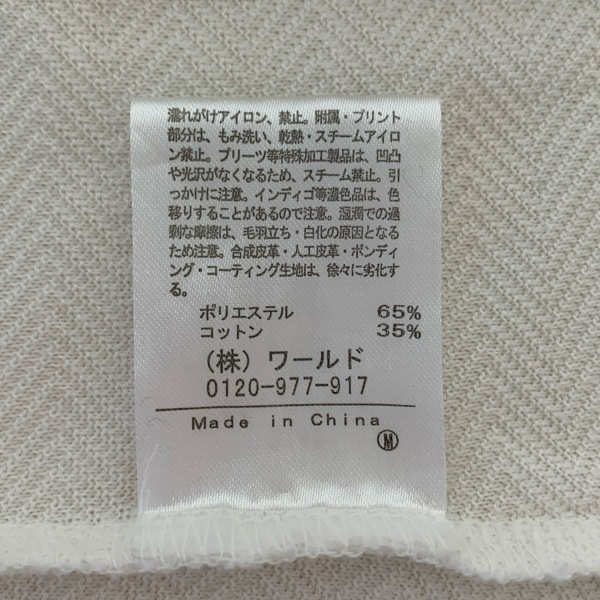 濡れがけアイロン、禁止。附属・プリント
部分は、もみ洗い、乾熱・スチームアイロ
ン禁止。プリーツ等特殊加工製品は、凹凸
や光沢がなくなるため、スチーム禁止。引
っかけに注意。インディゴ等濃色品は、色
移りすることがあるので注意。湿潤での過
剰な摩擦は、毛羽立ち・白化の原因となる
ため注意。合成皮革・人工皮革・ボンディ
ング・コーティング生地は、徐々に劣化す
る。
ポリエステル 65%
コットン 35%
(株) ワールド
0120-977-917
Made in China
M